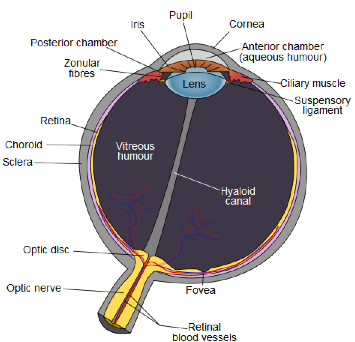 Pupil
Iris
Cornea
Posterior chamber
Anterior chamber
(aqueous humour)
Zonular
fibres
Lens
Ciliary muscle
Suspensory
ligament
Retina
Choroid
Sclera
Vitreous
humour
Hyaloid
canal
Optic disc
Optic nerve
Fovea
Retinal
blood vessels